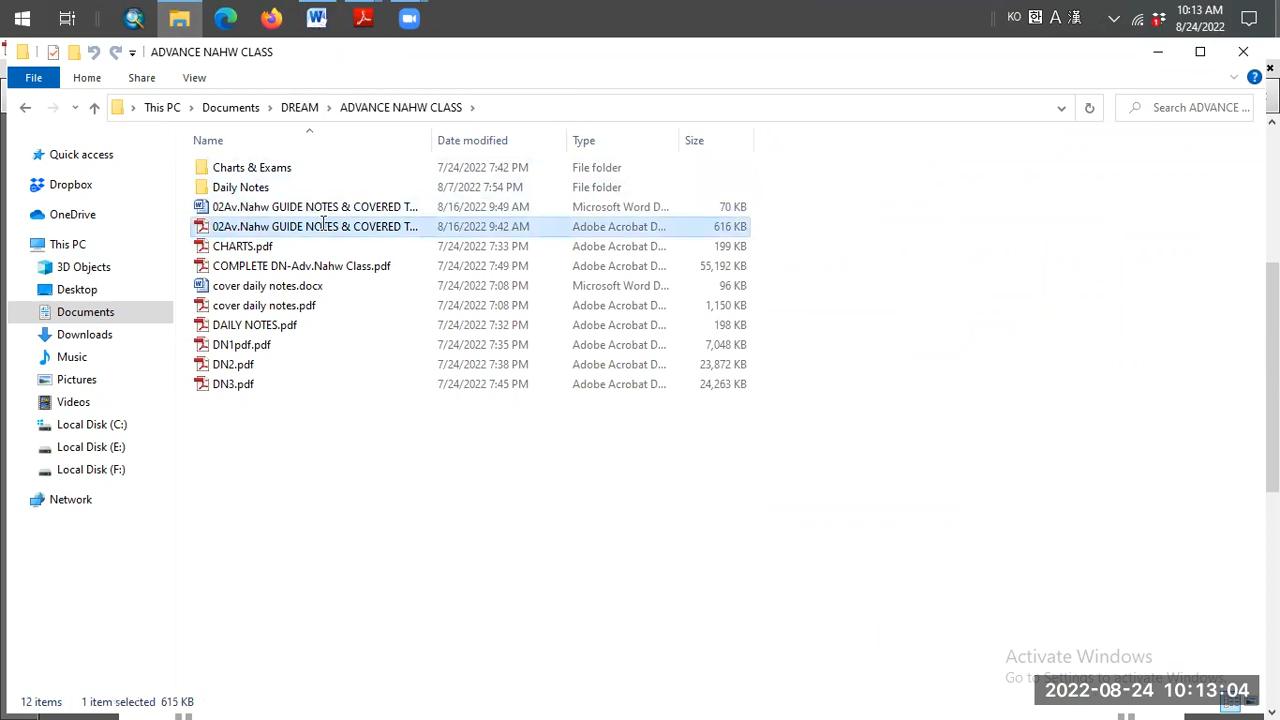 KO A 漢
10:13 AM
8/24/2022
ADVANCE NAHW CLASS
File Home Share View
This PC Documents DREAM ADVANCE NAHW CLASS
Search ADVANCE ...
Name Date modified Type Size
Quick access
Dropbox
OneDrive
This PC
3D Objects
Desktop
Documents
Downloads
Music
Pictures
Videos
Local Disk (C:)
Local Disk (E:)
Local Disk (F:)
Network
Charts & Exams 7/24/2022 7:42 PM File folder
Daily Notes 8/7/2022 7:54 PM File folder
02Av.Nahw GUIDE NOTES & COVERED T... 8/16/2022 9:49 AM Microsoft Word D... 70 KB
02Av.Nahw GUIDE NOTES & COVERED T... 8/16/2022 9:42 AM Adobe Acrobat D... 616 KB
CHARTS.pdf 7/24/2022 7:33 PM Adobe Acrobat D... 199 KB
COMPLETE DN-Adv.Nahw Class.pdf 7/24/2022 7:49 PM Adobe Acrobat D... 55,192 KB
cover daily notes.docx 7/24/2022 7:08 PM Microsoft Word D... 96 KB
cover daily notes.pdf 7/24/2022 7:08 PM Adobe Acrobat D... 1,150 KB
DAILY NOTES.pdf 7/24/2022 7:32 PM Adobe Acrobat D... 198 KB
DN1pdf.pdf 7/24/2022 7:35 PM Adobe Acrobat D... 7,048 KB
DN2.pdf 7/24/2022 7:38 PM Adobe Acrobat D... 23,872 KB
DN3.pdf 7/24/2022 7:45 PM Adobe Acrobat D... 24,263 KB
Activate Windows
Go to Settings to activate Windows.
2022-08-24 10:13:04
12 items 1 item selected 615 KB